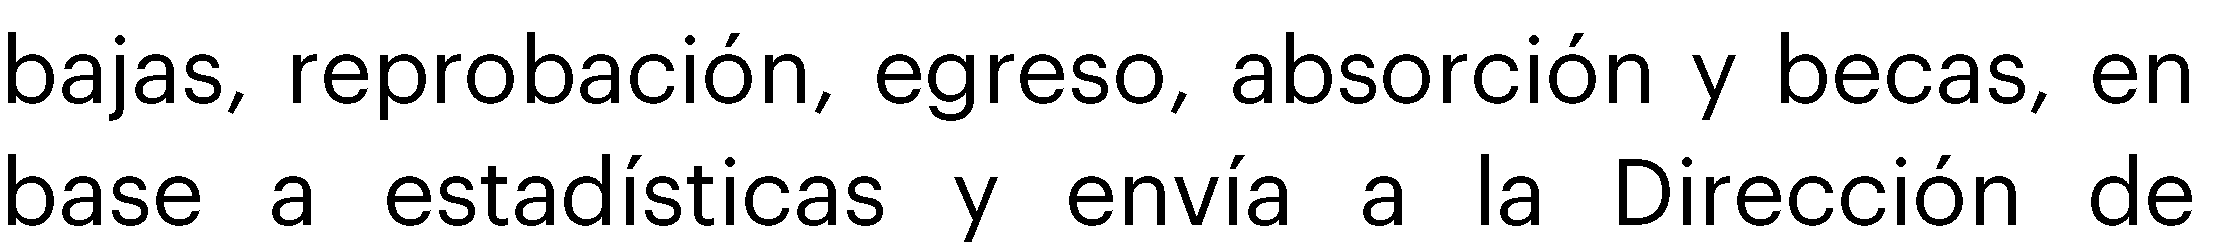 bajas, reprobación, egreso, absorción y becas, en
base a estadísticas y envía a la Dirección de